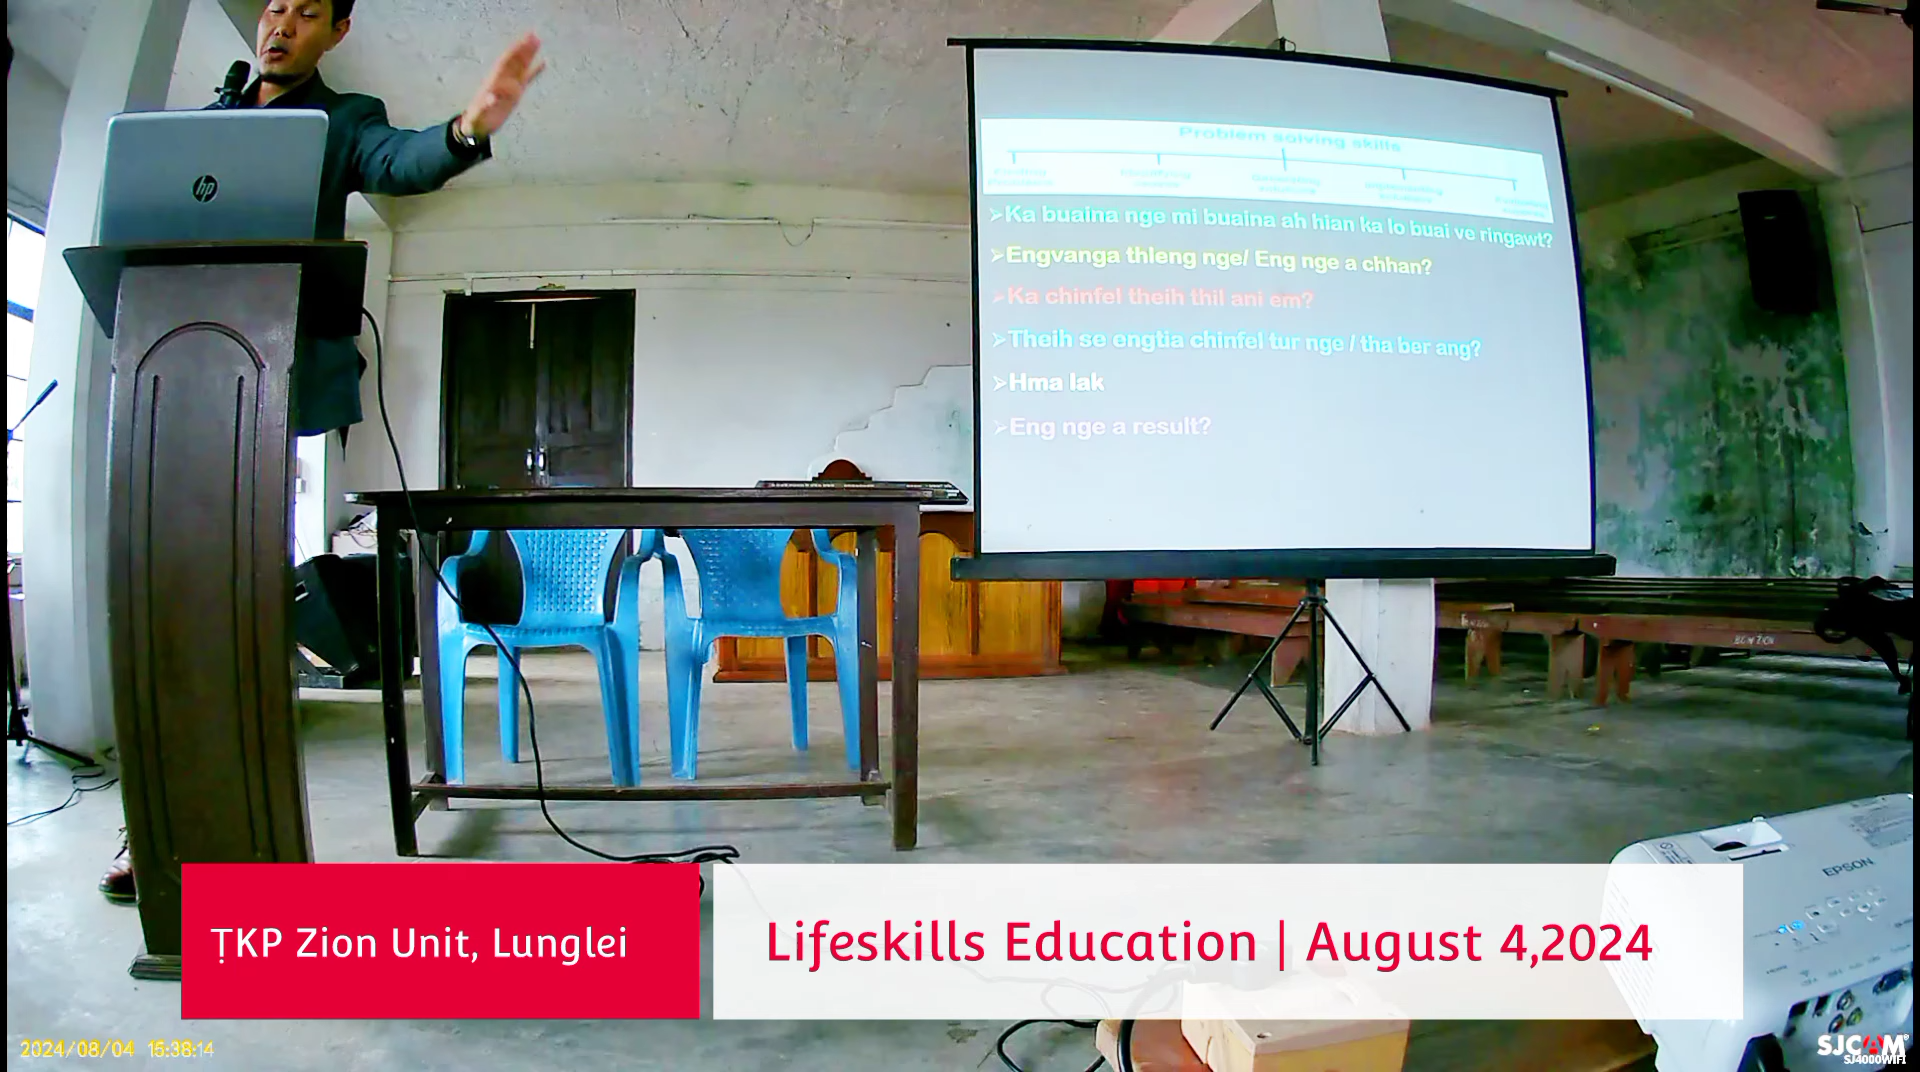 hp
Problem solving skills
➢Ka buaina nge mi buaina ah hian ka lo buai ve ringawt?
➢Engvanga thleng nge/ Eng nge a chhan?
➢Ka chinfel theih thil ani em?
➢Theih se engtia chinfel tur nge / tha ber ang?
➢Hma lak
➢Eng nge a result?
EPSON
ṬKP Zion Unit, Lunglei
Lifeskills Education | August 4,2024
2024/08/04 15:38:14
SJCAM
SJ4000WIFI